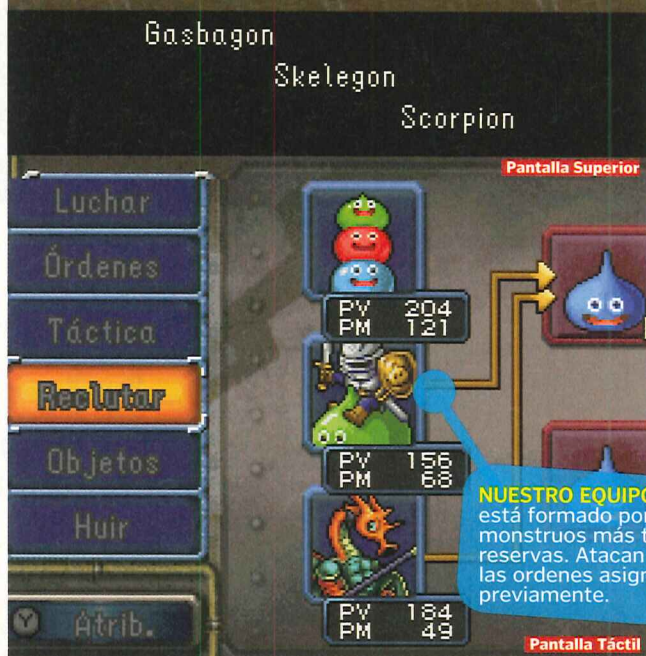 Gasbagon
Skelegon
Scorpion
Pantalla Superior
Luchar
Órdenes
Táctica
Reclutar
Objetos
Huir
Y Atrib.
PV 204
PM 121
PV 156
PM 68
PV 184
PM 49
NUESTRO EQUIPO
está formado por
monstruos más
reservas. Atacan
las ordenes
previamente.
Pantalla Táctil